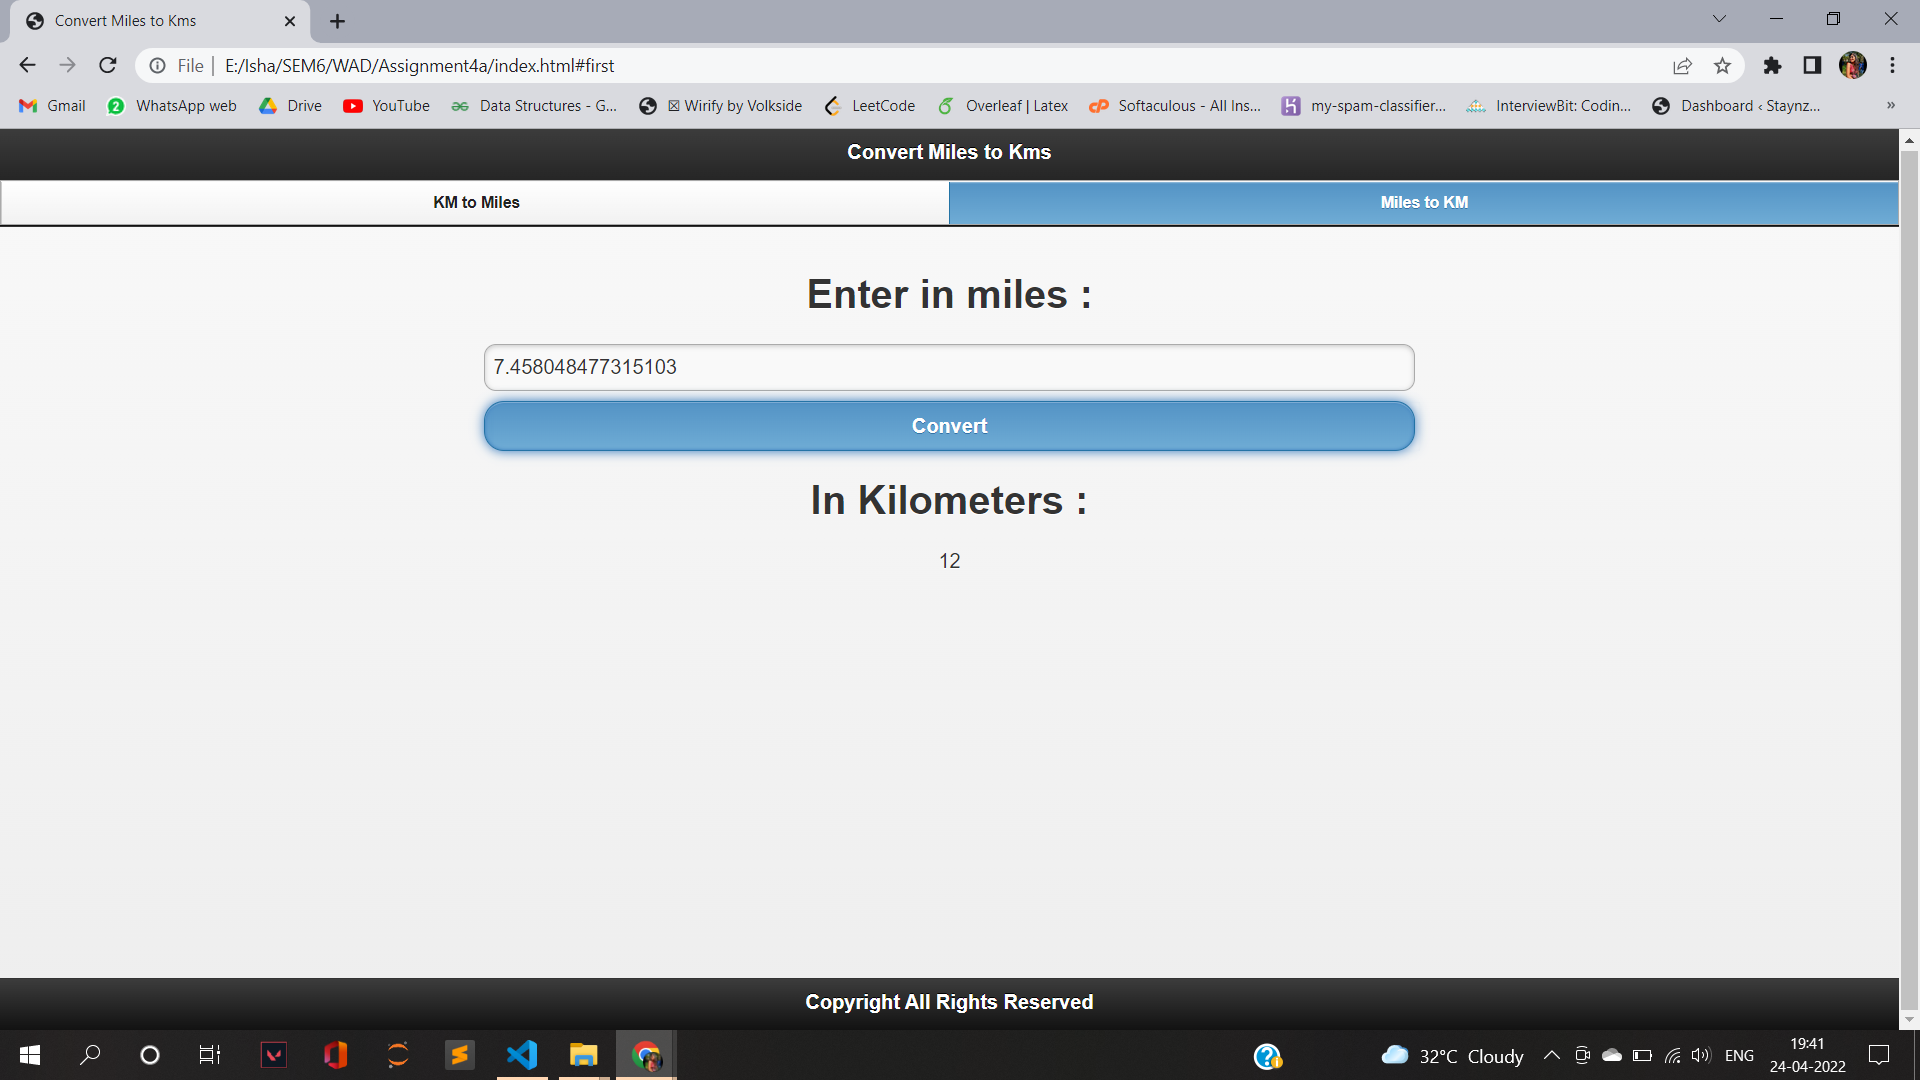 Convert Miles to Kms
File | E:/Isha/SEM6/WAD/Assignment4a/index.html#first
Gmail 2 WhatsApp web Drive YouTube Data Structures - G... ☒ Wirify by Volkside LeetCode Overleaf | Latex cP Softaculous - All Ins... my-spam-classifier... InterviewBit: Codin... Dashboard ‹ Staynz... »
Convert Miles to Kms
KM to Miles Miles to KM
Enter in miles :
7.458048477315103
Convert
In Kilometers :
12
Copyright All Rights Reserved
32°C Cloudy ENG 19:41
24-04-2022